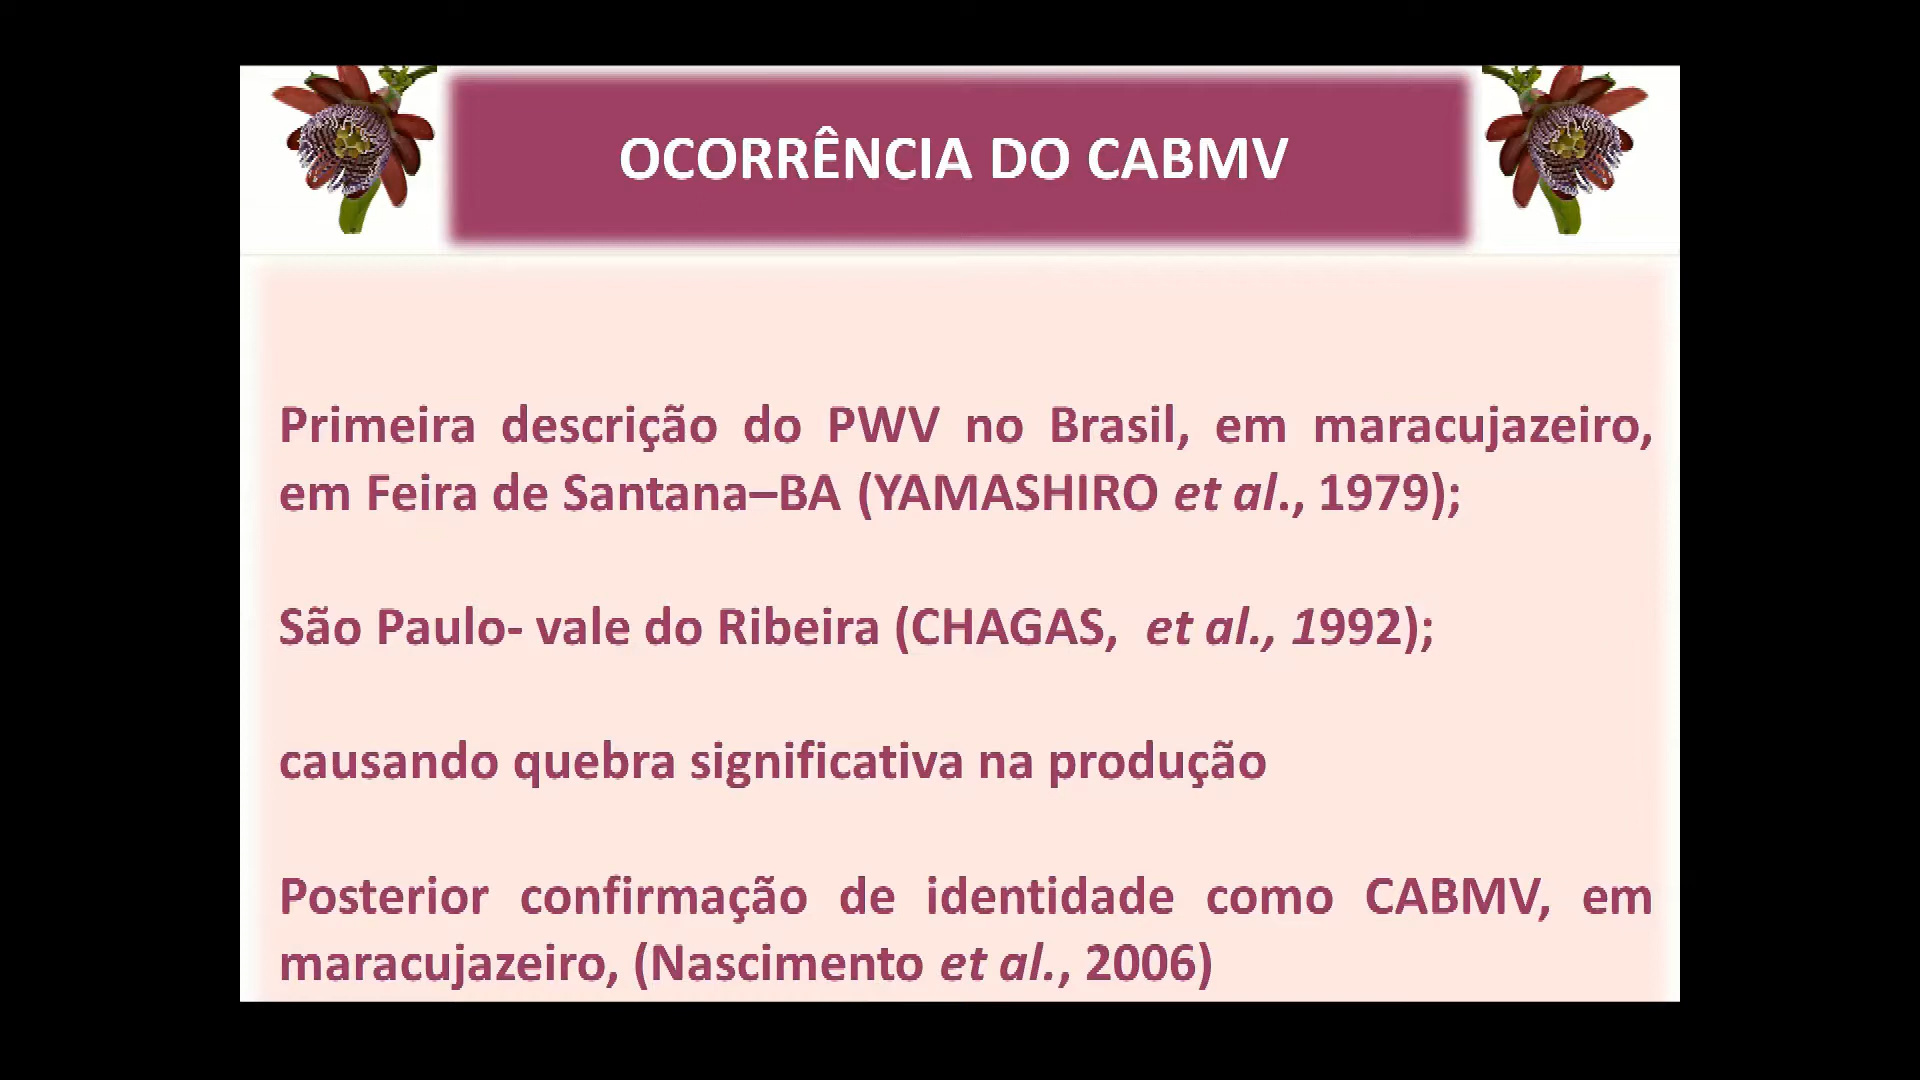 OCORRÊNCIA DO CABMV
Primeira descrição do PWV no Brasil, em maracujazeiro,
em Feira de Santana–BA (YAMASHIRO et al., 1979);
São Paulo- vale do Ribeira (CHAGAS, et al., 1992);
causando quebra significativa na produção
Posterior confirmação de identidade como CABMV, em
maracujazeiro, (Nascimento et al., 2006)